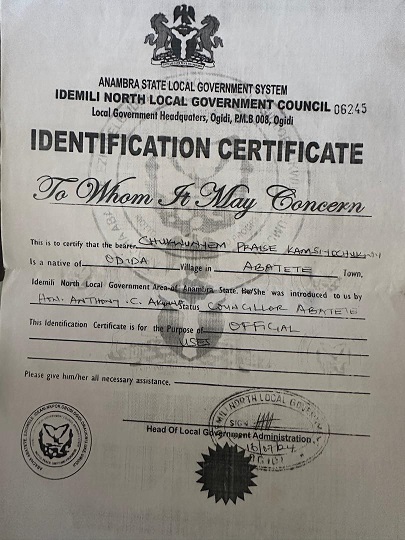 ANAMBRA STATE LOCAL GOVERNMENT SYSTEM
IDEMILI NORTH LOCAL GOVERNMENT COUNCIL 06245
Local Government Headquaters, Ogidi, P.M.B 008, Ogidi
IDENTIFICATION CERTIFICATE
To Whom It May Concern
This is to certify that the bearer CHUKWUNYEM PRAISE
Is a native of ODIDA Village in ABATETE Town,
Idemili North Local Government Area of Anambra State. He/She was introduced to us by
HON. ANTHONY .C. Status COUNCILLOR ABATETE
This Identification Certificate is for the Purpose of OFFICIAL
USE
Please give him/her all necessary assistance.
IDEMILI NORTH LOCAL
SIGN
Head Of Local Government Administration
OGIDI